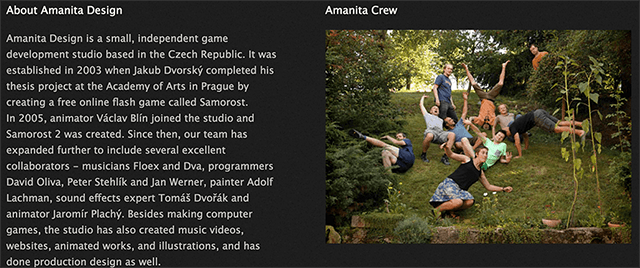 About Amanita Design
Amanita Design is a small, independent game
development studio based in the Czech Republic. It was
established in 2003 when Jakub Dvorský completed his
thesis project at the Academy of Arts in Prague by
creating a free online flash game called Samorost.
In 2005, animator Václav Blín joined the studio and
Samorost 2 was created. Since then, our team has
expanded further to include several excellent
collaborators – musicians Floex and Dva, programmers
David Oliva, Peter Stehlík and Jan Werner, painter Adolf
Lachman, sound effects expert Tomáš Dvořák and
animator Jaromír Plachý. Besides making computer
games, the studio has also created music videos,
websites, animated works, and illustrations, and has
done production design as well.
Amanita Crew